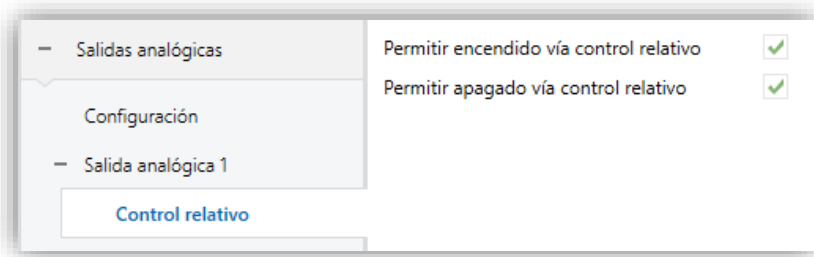 Salidas analógicas
Configuración
Salida analógica 1
Control relativo
Permitir encendido vía control relativo
Permitir apagado vía control relativo